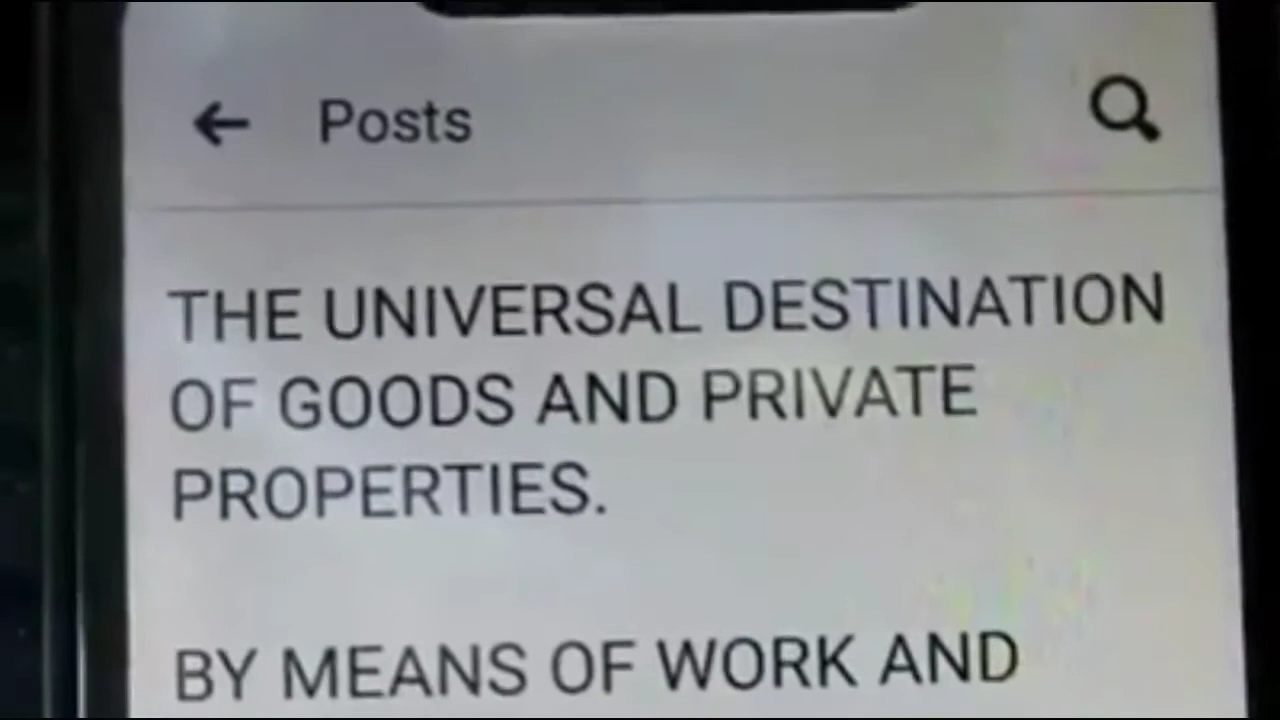 Posts
THE UNIVERSAL DESTINATION
OF GOODS AND PRIVATE
PROPERTIES.
BY MEANS OF WORK AND